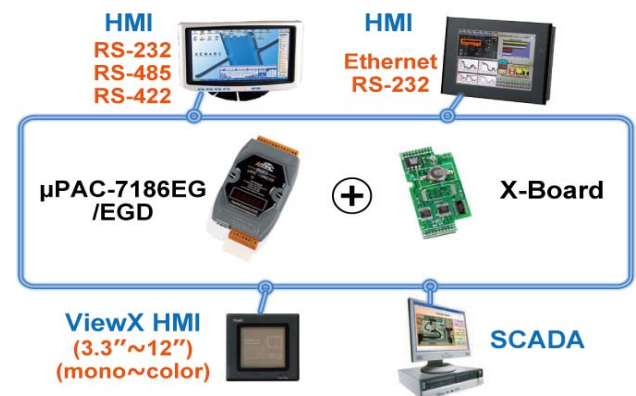 HMI
RS-232
RS-485
RS-422
HMI
Ethernet
RS-232
μPAC-7186EG
/EGD
X-Board
ViewX HMI
(3.3″~12″)
(mono~color)
SCADA